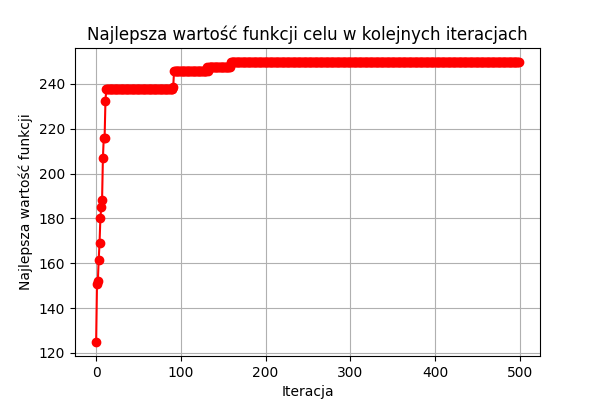 Najlepsza wartość funkcji celu w kolejnych iteracjach
Najlepsza wartość funkcji
240
220
200
180
160
140
120
0 100 200 300 400 500
Iteracja